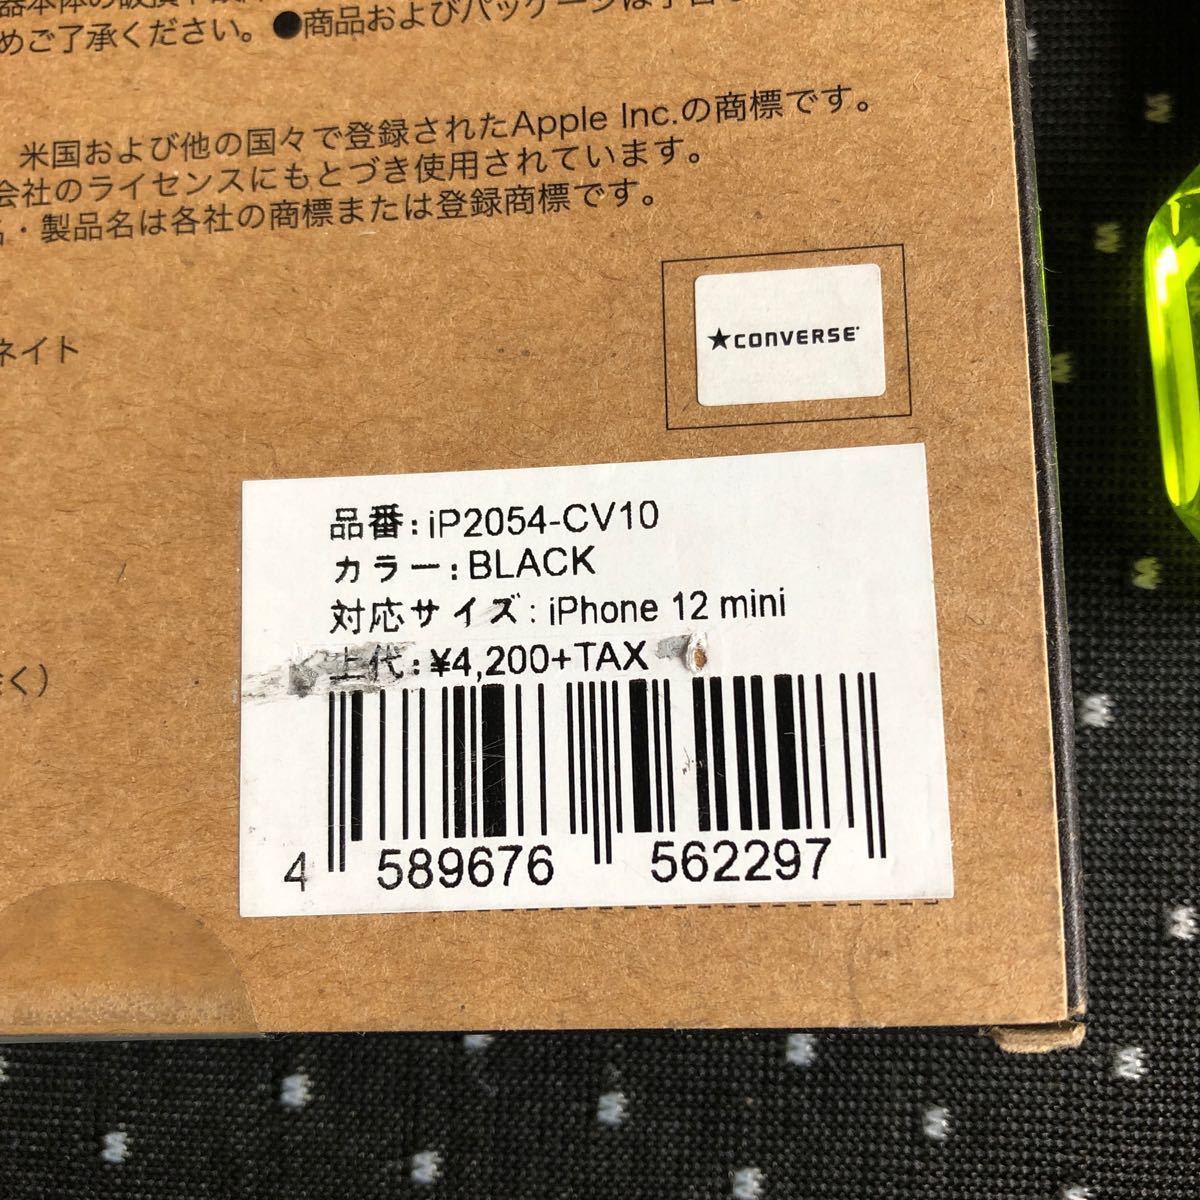 めご了承ください。●商品およびパッケージは予告
米国および他の国々で登録されたApple Inc.の商標です。
会社のライセンスにもとづき使用されています。
・製品名は各社の商標または登録商標です。
★CONVERSE
ネイト
品番:iP2054-CV10
カラー:BLACK
対応サイズ:iPhone 12 mini
上代:¥4,200+TAX
く)
4 589676 562297